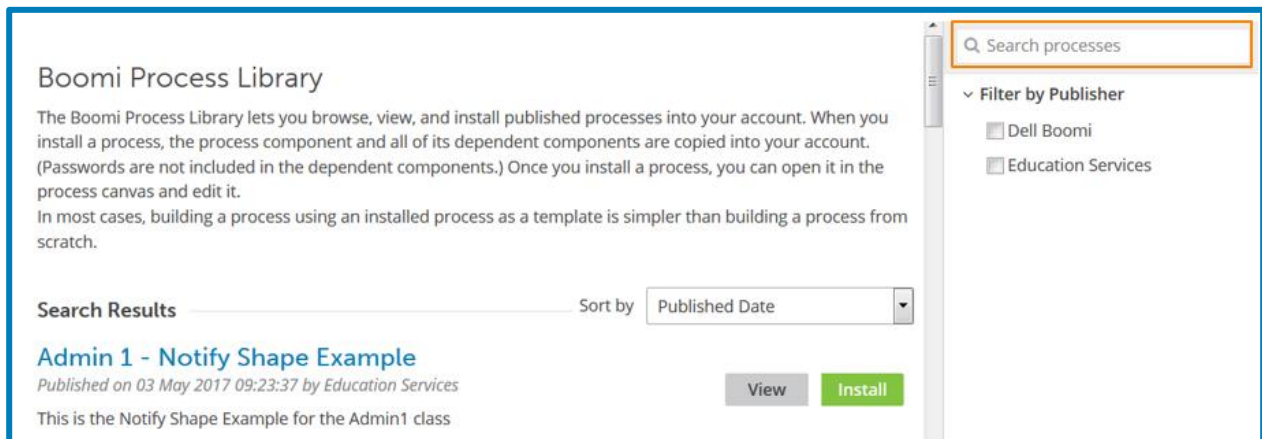 Boomi Process Library
The Boomi Process Library lets you browse, view, and install published processes into your account. When you
install a process, the process component and all of its dependent components are copied into your account.
(Passwords are not included in the dependent components.) Once you install a process, you can open it in the
process canvas and edit it.
In most cases, building a process using an installed process as a template is simpler than building a process from
scratch.
Search Results
Sort by
Published Date
Admin 1 - Notify Shape Example
Published on 03 May 2017 09:23:37 by Education Services
View
Install
This is the Notify Shape Example for the Admin1 class
Search processes
Filter by Publisher
Dell Boomi
Education Services